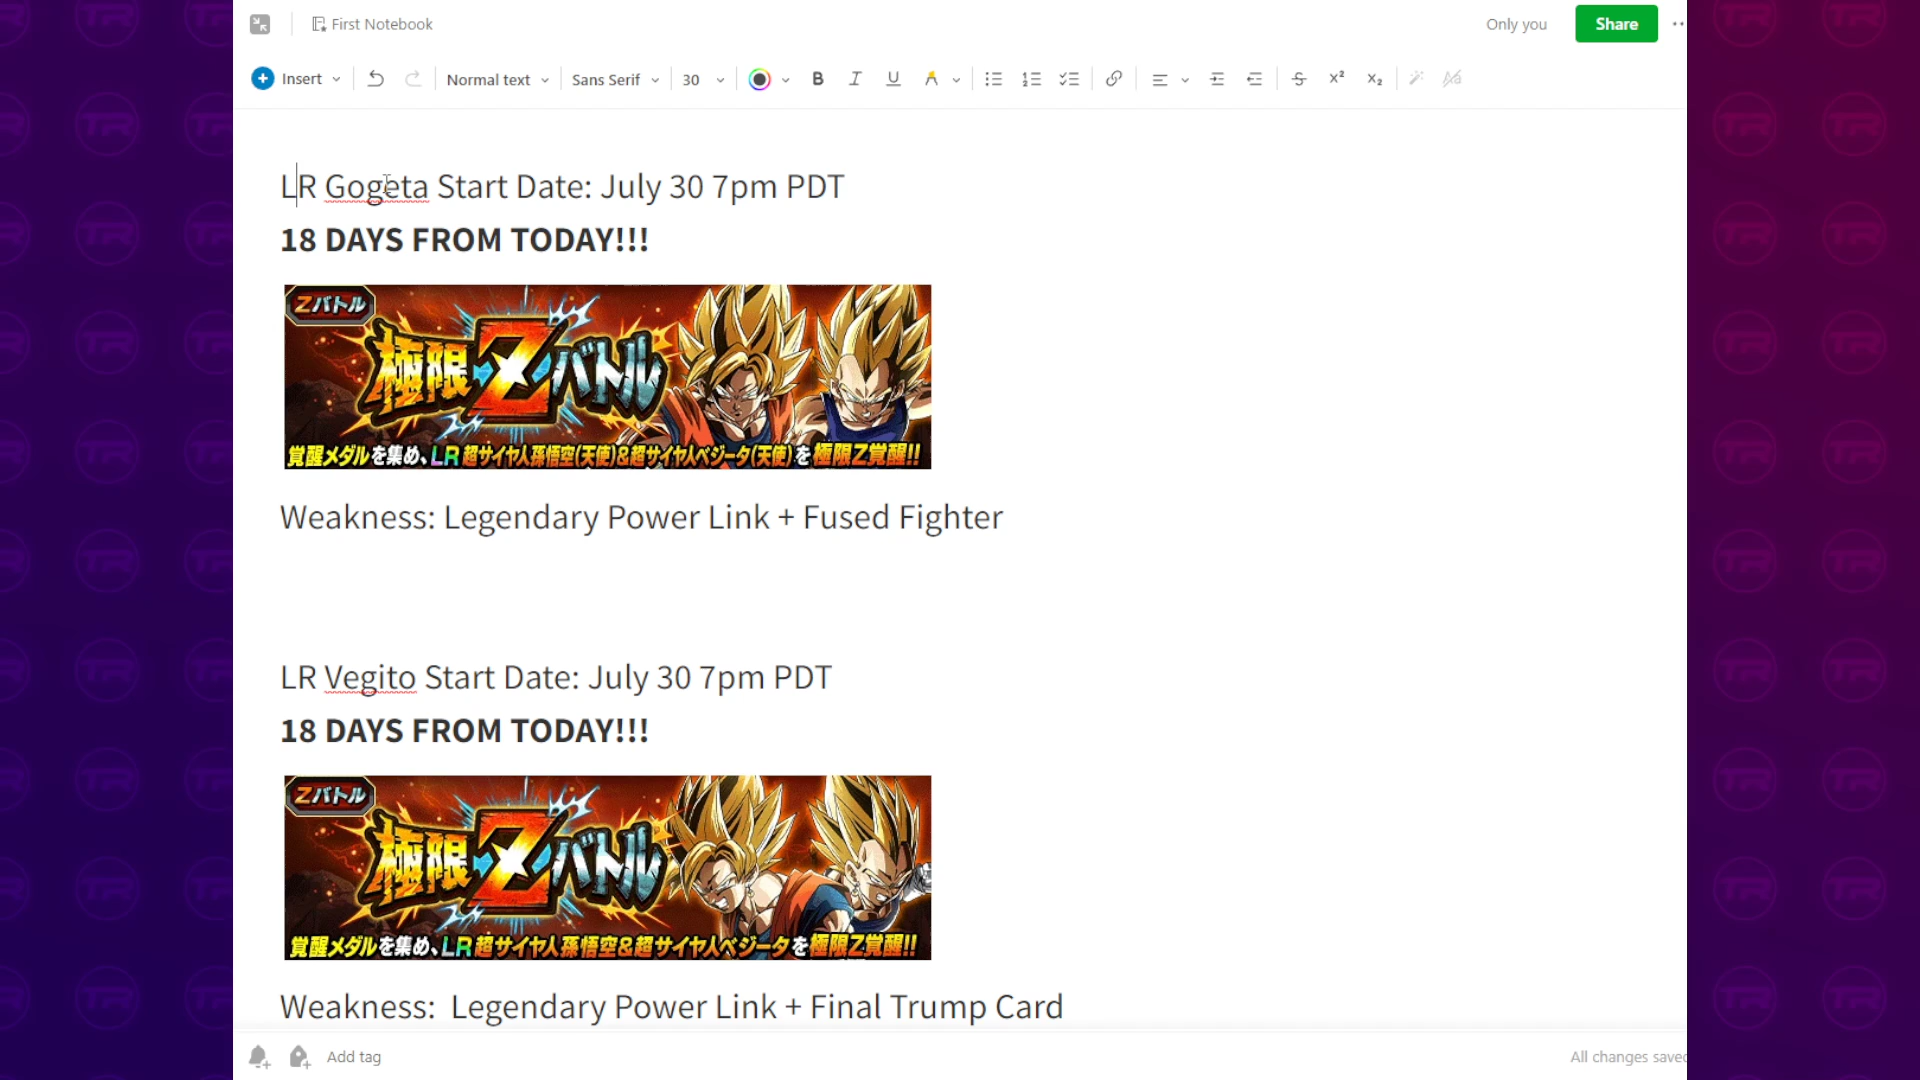 First Notebook
Only you
Share
Insert
Normal text
Sans Serif
30
B
I
U
LR Gogeta Start Date: July 30 7pm PDT
18 DAYS FROM TODAY!!!
Zバトル
極限Zバトル
覚醒メダルを集め、LR超サイヤ人孫悟空(天使)&超サイヤ人ベジータ(天使)を極限Z覚醒!!
Weakness: Legendary Power Link + Fused Fighter
LR Vegito Start Date: July 30 7pm PDT
18 DAYS FROM TODAY!!!
Zバトル
極限Zバトル
覚醒メダルを集め、LR超サイヤ人孫悟空&超サイヤ人ベジータを極限Z覚醒!!
Weakness: Legendary Power Link + Final Trump Card
Add tag
All changes saved